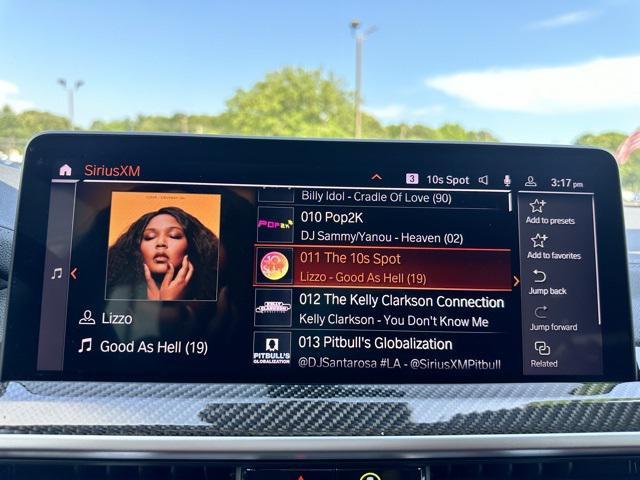 SiriusXM
3 10s Spot 3:17 pm
Billy Idol - Cradle Of Love (90)
POP2K
010 Pop2K
DJ Sammy/Yanou - Heaven (02)
011 The 10s Spot
Lizzo - Good As Hell (19)
012 The Kelly Clarkson Connection
Kelly Clarkson - You Don't Know Me
PITBULL'S
GLOBALIZATION
013 Pitbull's Globalization
@DJSantarosa #LA - @SiriusXMPitbull
Lizzo
Good As Hell (19)
Add to presets
Add to favorites
Jump back
Jump forward
Related